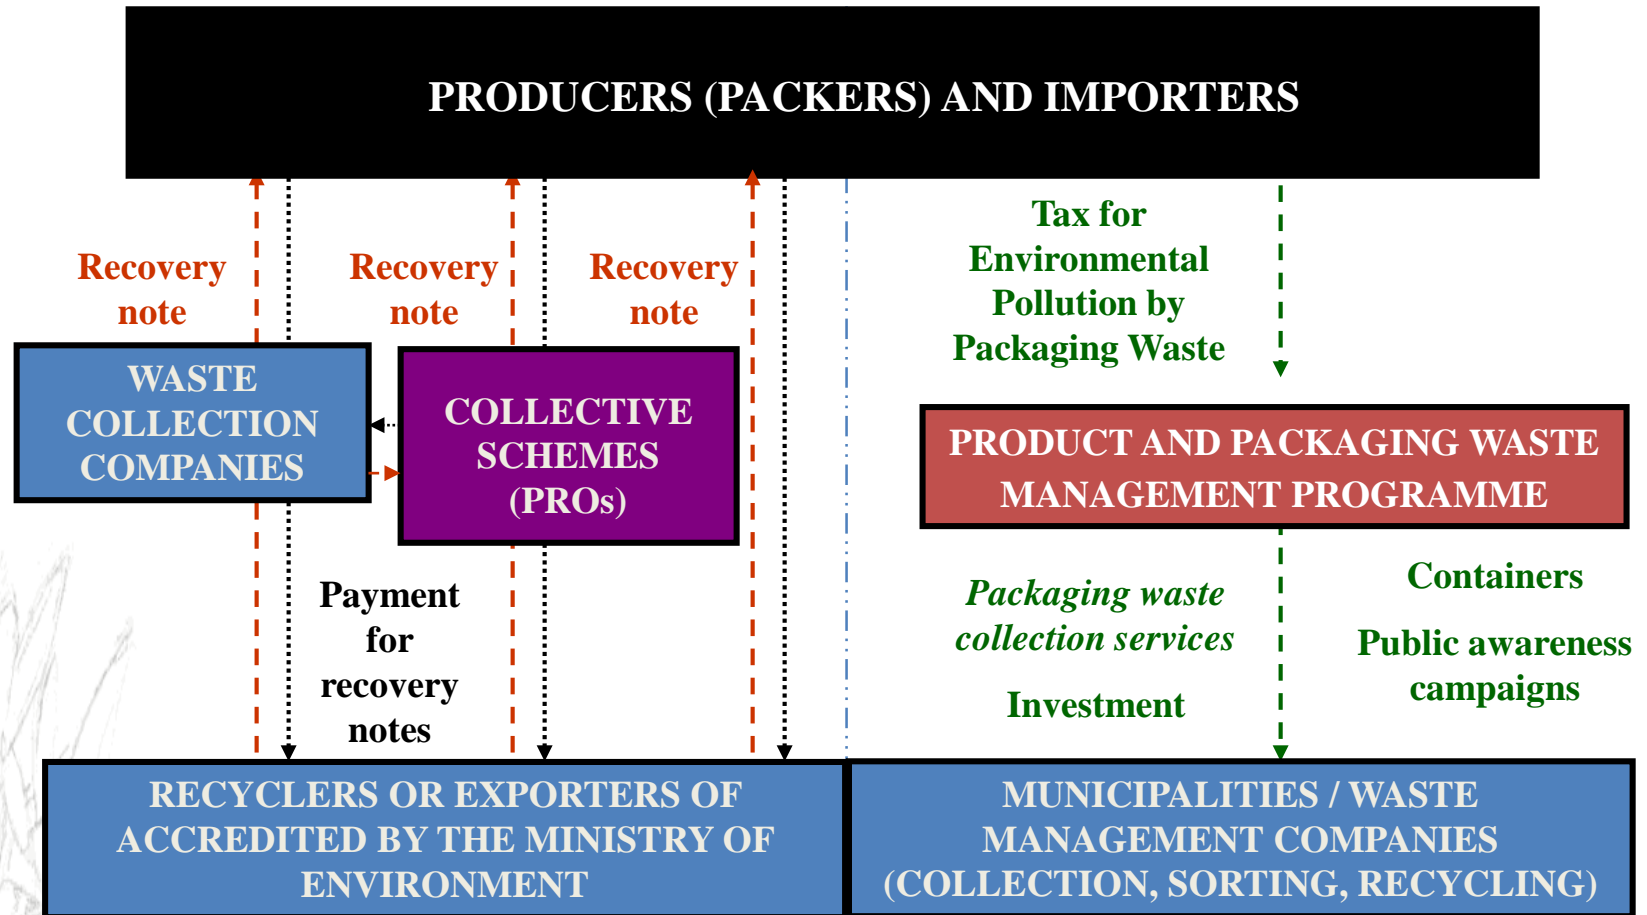 PRODUCERS (PACKERS) AND IMPORTERS
Recovery
note
Recovery
note
Recovery
note
Tax for
Environmental
Pollution by
Packaging Waste
WASTE
COLLECTION
COMPANIES
COLLECTIVE
SCHEMES
(PROs)
PRODUCT AND PACKAGING WASTE
MANAGEMENT PROGRAMME
Payment
for
recovery
notes
Packaging waste
collection services
Investment
Containers
Public awareness
campaigns
RECYCLERS OR EXPORTERS OF
ACCREDITED BY THE MINISTRY OF
ENVIRONMENT
MUNICIPALITIES / WASTE
MANAGEMENT COMPANIES
(COLLECTION, SORTING, RECYCLING)